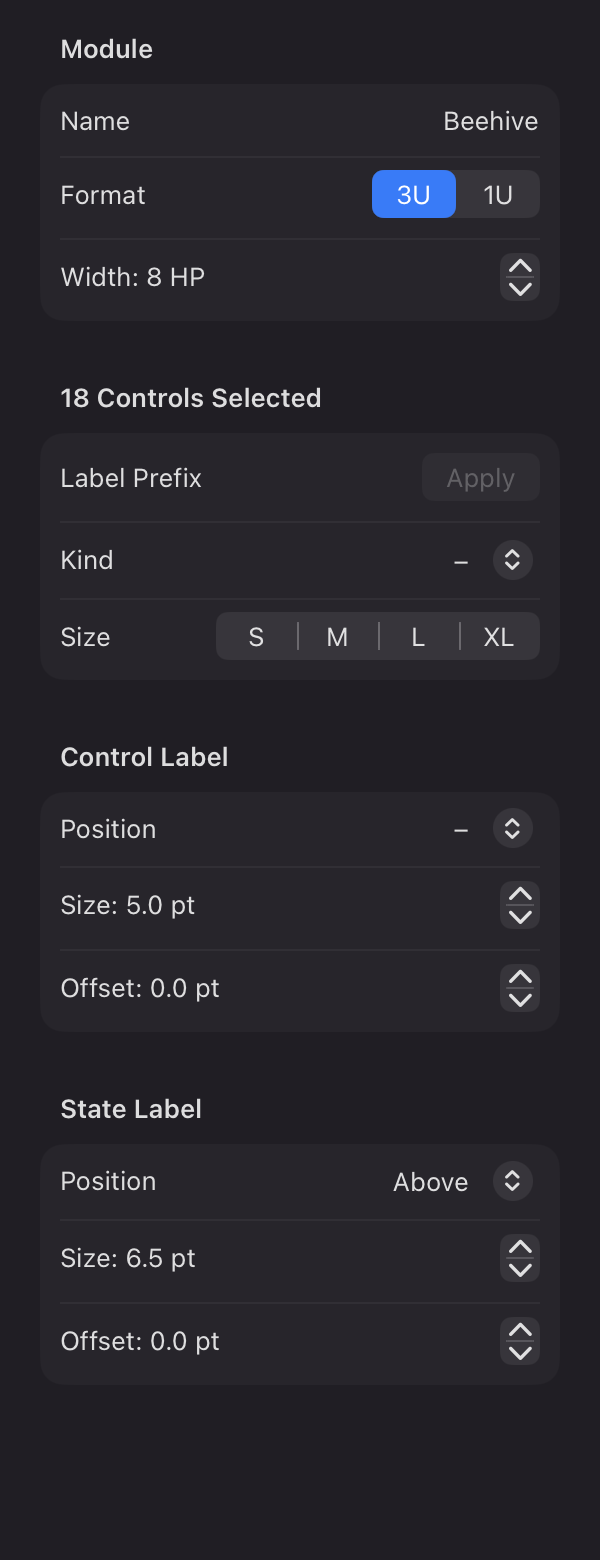 Module
Name Beehive
Format 3U 1U
Width: 8 HP
18 Controls Selected
Label Prefix Apply
Kind –
Size S M L XL
Control Label
Position –
Size: 5.0 pt
Offset: 0.0 pt
State Label
Position Above
Size: 6.5 pt
Offset: 0.0 pt